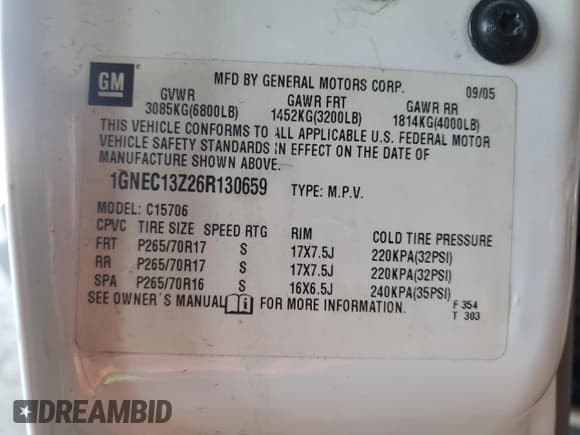 GM
MFD BY GENERAL MOTORS CORP. 09/05
GVWR GAWR FRT GAWR RR
3085KG(6800LB) 1452KG(3200LB) 1814KG(4000LB)
THIS VEHICLE CONFORMS TO ALL APPLICABLE U.S. FEDERAL MOTOR
VEHICLE SAFETY STANDARDS IN EFFECT ON THE DATE OF
MANUFACTURE SHOWN ABOVE.
1GNEC13Z26R130659 TYPE: M.P.V.
MODEL: C15706
CPVC TIRE SIZE SPEED RTG RIM COLD TIRE PRESSURE
FRT P265/70R17 S 17X7.5J 220KPA(32PSI)
RR P265/70R17 S 17X7.5J 220KPA(32PSI)
SPA P265/70R16 S 16X6.5J 240KPA(35PSI)
SEE OWNER´S MANUAL FOR MORE INFORMATION.
F 354
T 303
DREAMBID